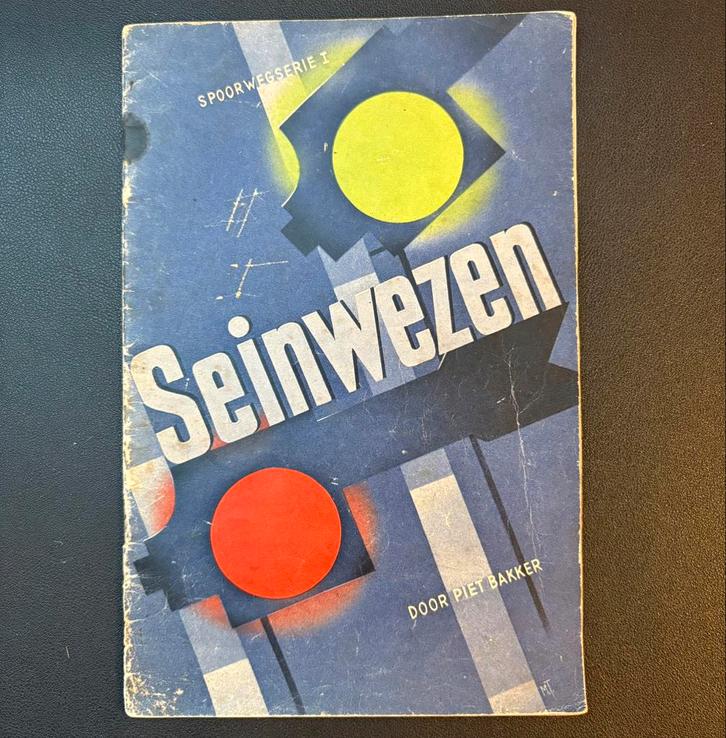 SPOORWEGSERIE I
Seinwezen
DOOR PIET BAKKER
MT